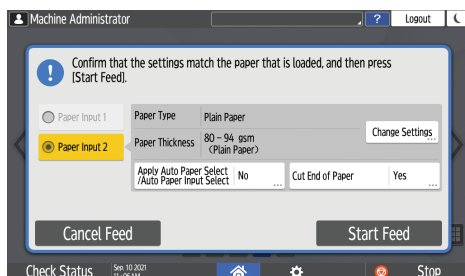 Machine Administrator
? Logout
Confirm that the settings match the paper that is loaded, and then press
[Start Feed].
Paper Input 1
Paper Input 2
Paper Type Plain Paper
Paper Thickness 80 – 94 gsm
(Plain Paper)
Change Settings
Apply Auto Paper Select
/Auto Paper Input Select No
Cut End of Paper Yes
Cancel Feed Start Feed
Check Status Sep. 10 2021
11:06 AM
Stop